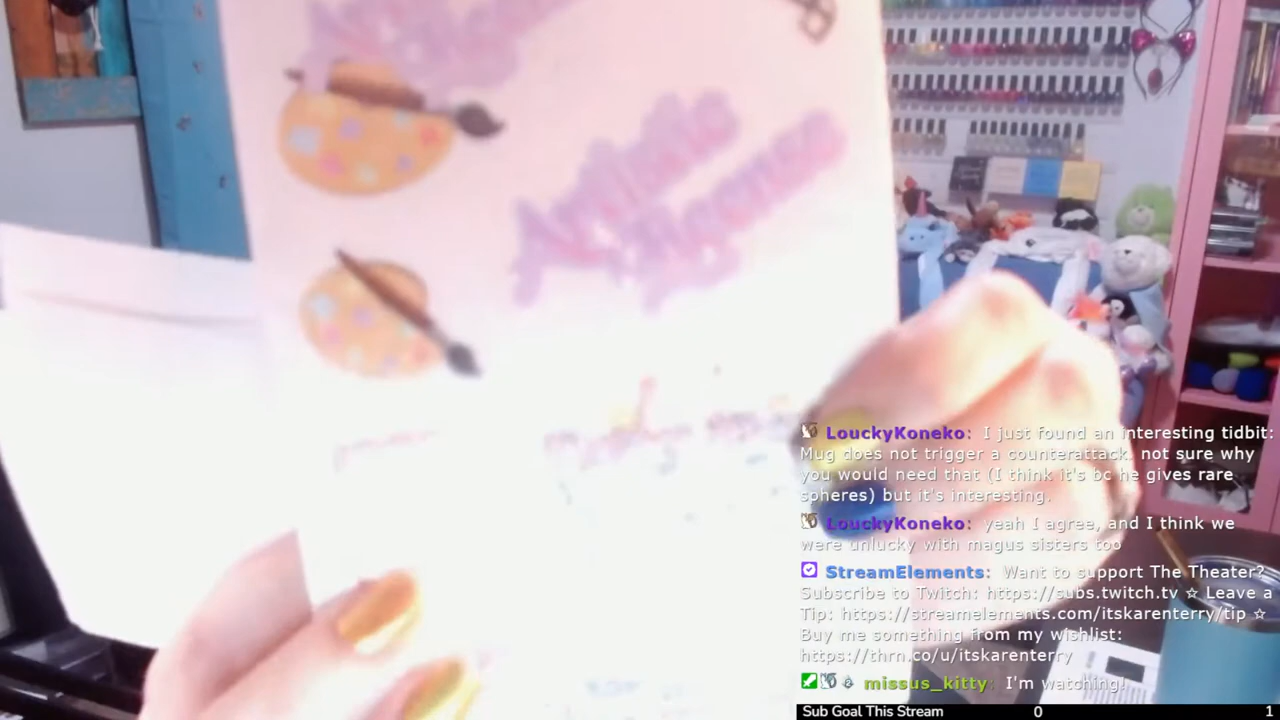 LouckyKoneko: I just found an interesting tidbit:
Mug does not trigger a counterattack. not sure why
you would need that (I think it's bc he gives rare
spheres) but it's interesting.
LouckyKoneko: yeah I agree, and I think we
were unlucky with magus sisters too
StreamElements: Want to support The Theater?
Subscribe to Twitch: https://subs.twitch.tv ☆ Leave a
Tip: https://streamelements.com/itskarenterry/tip ☆
Buy me something from my wishlist:
https://thrn.co/u/itskarenterry
missus_kitty: I'm watching!
Sub Goal This Stream 0 1